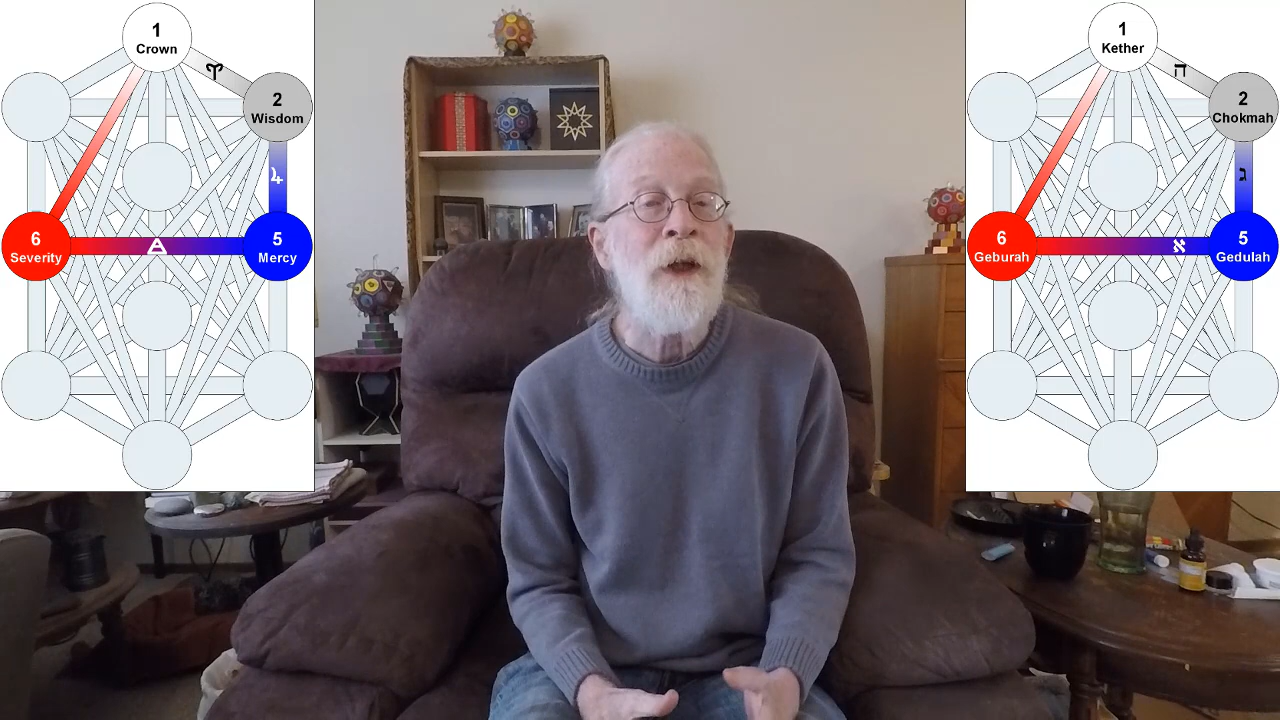 1
Crown
♈
2
Wisdom
♃
6
Severity
🜁
5
Mercy
1
Kether
ה
2
Chokmah
ג
6
Geburah
א
5
Gedulah